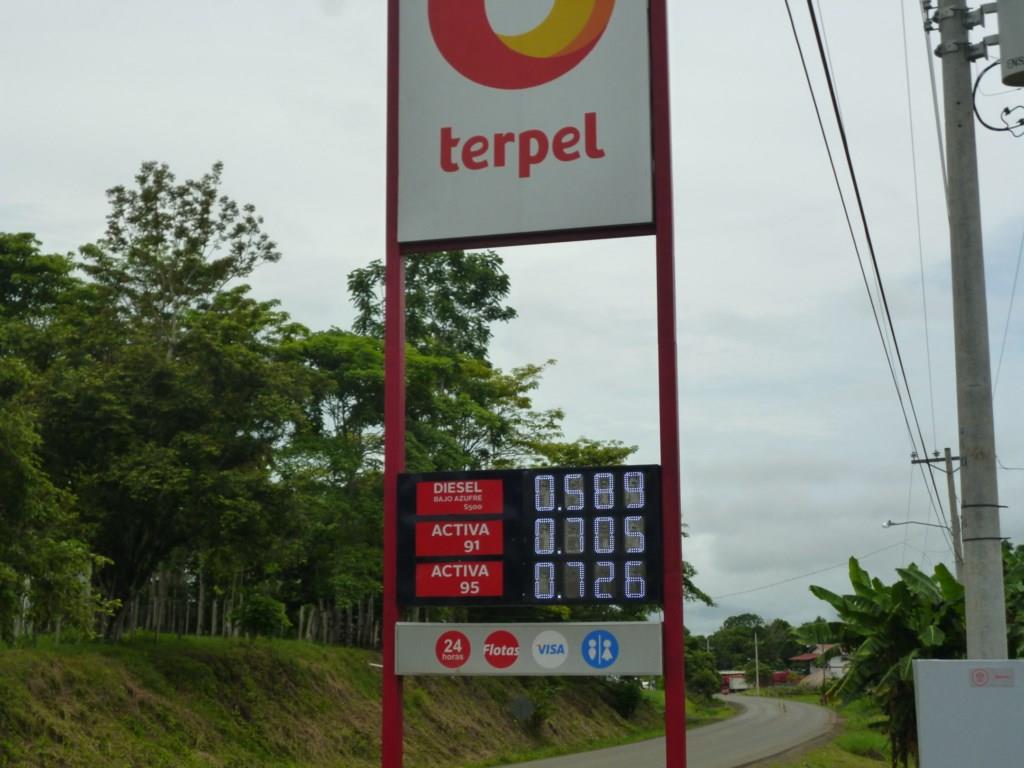 terpel
DIESEL
BAJO AZUFRE
S500
0.589
ACTIVA
91
0.705
ACTIVA
95
0.726
24
horas
Flotas
VISA
ENS